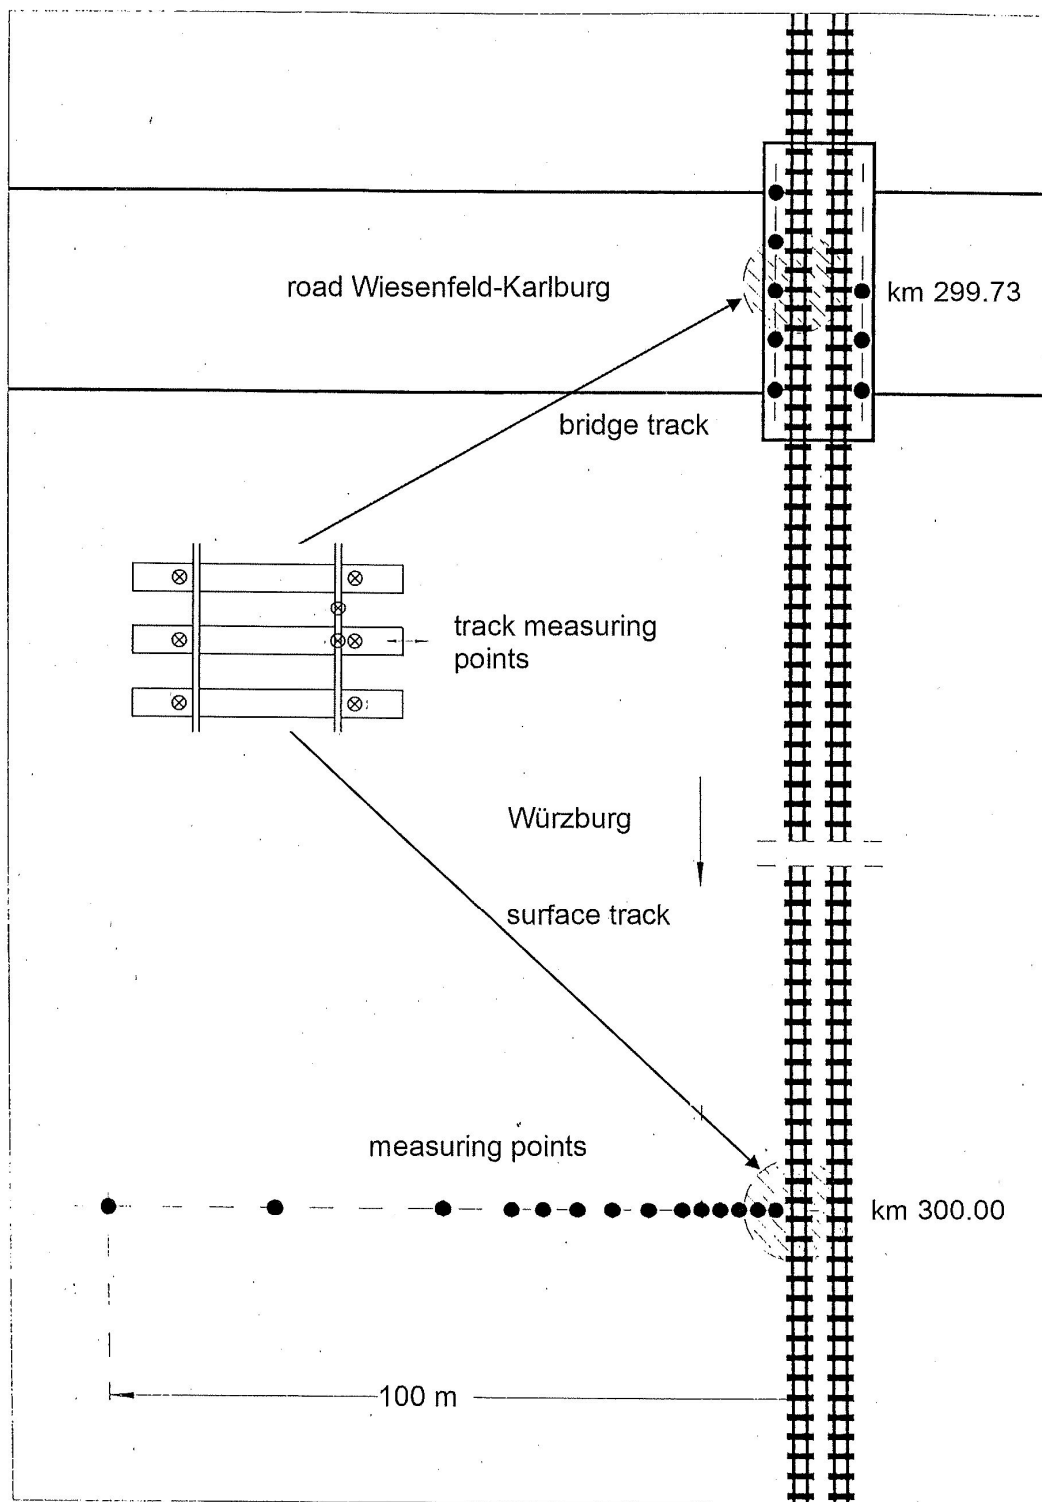 road Wiesenfeld-Karlburg
km 299.73
bridge track
track measuring
points
Würzburg
surface track
measuring points
km 300.00
100 m